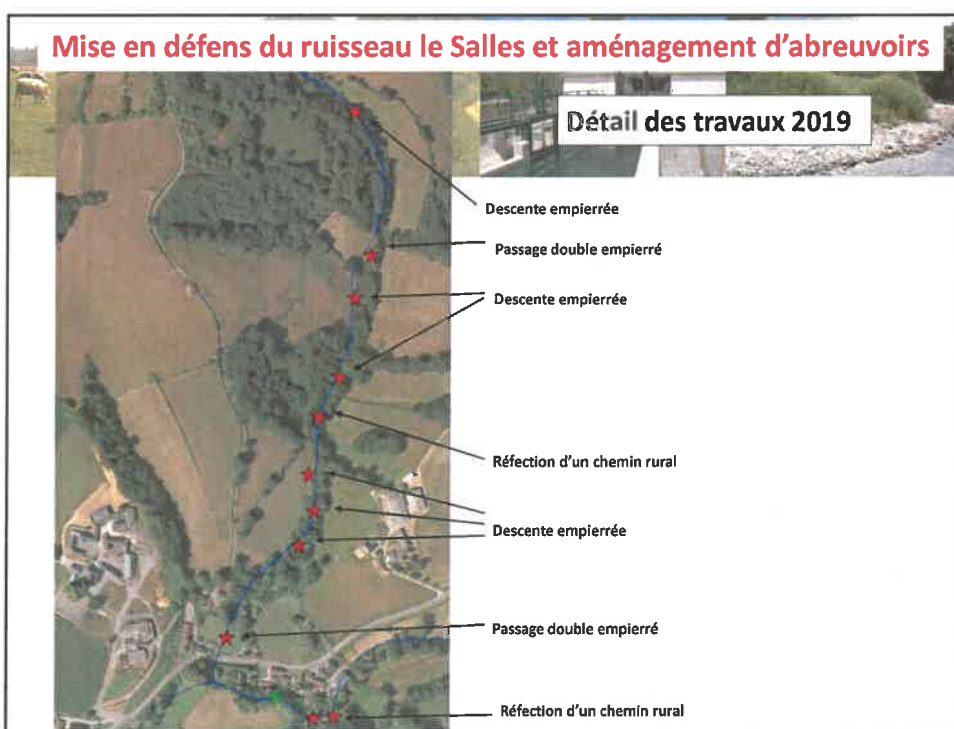 Mise en défens du ruisseau le Salles et aménagement d'abreuvoirs
Détail des travaux 2019
Descente empierrée
Passage double empierré
Descente empierrée
Réfection d'un chemin rural
Descente empierrée
Passage double empierré
Réfection d'un chemin rural